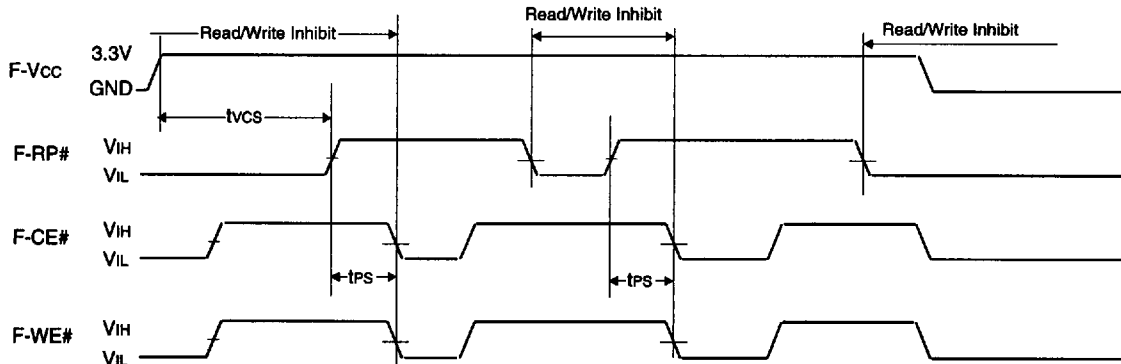 Read/Write Inhibit
Read/Write Inhibit
Read/Write Inhibit
F-VCC
3.3V
GND
tVCS
F-RP#
VIH
VIL
F-CE#
VIH
VIL
tPS
tPS
F-WE#
VIH
VIL